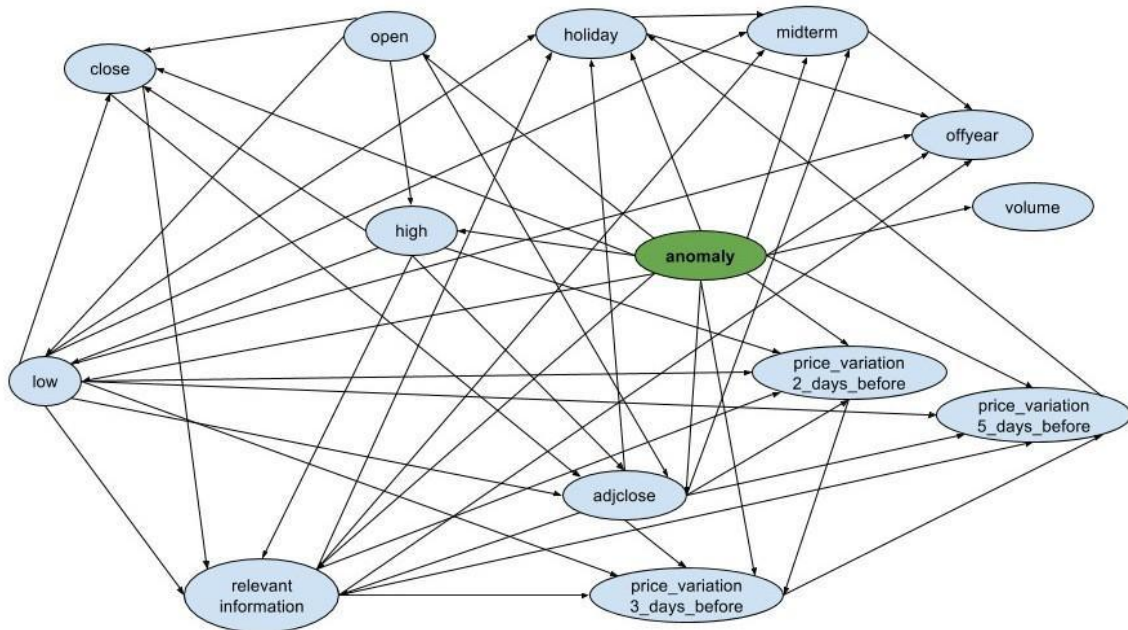 open
holiday
midterm
close
offyear
volume
high
anomaly
low
price_variation
2_days_before
price_variation
5_days_before
adjclose
relevant
information
price_variation
3_days_before